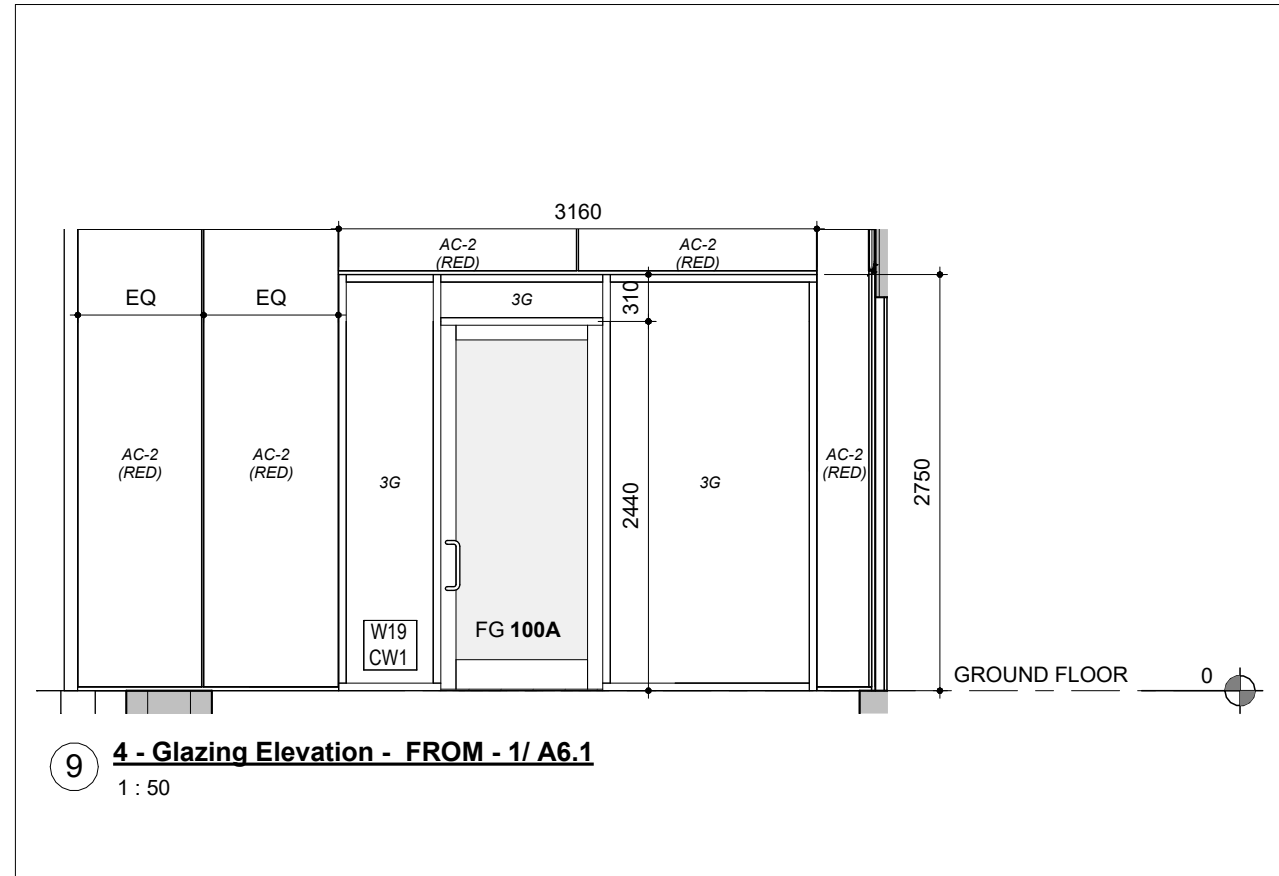 3160
AC-2
(RED)
AC-2
(RED)
EQ
EQ
3G
310
AC-2
(RED)
AC-2
(RED)
3G
2440
3G
AC-2
(RED)
2750
W19
CW1
FG 100A
GROUND FLOOR
0
9
4 - Glazing Elevation - FROM - 1/ A6.1
1 : 50